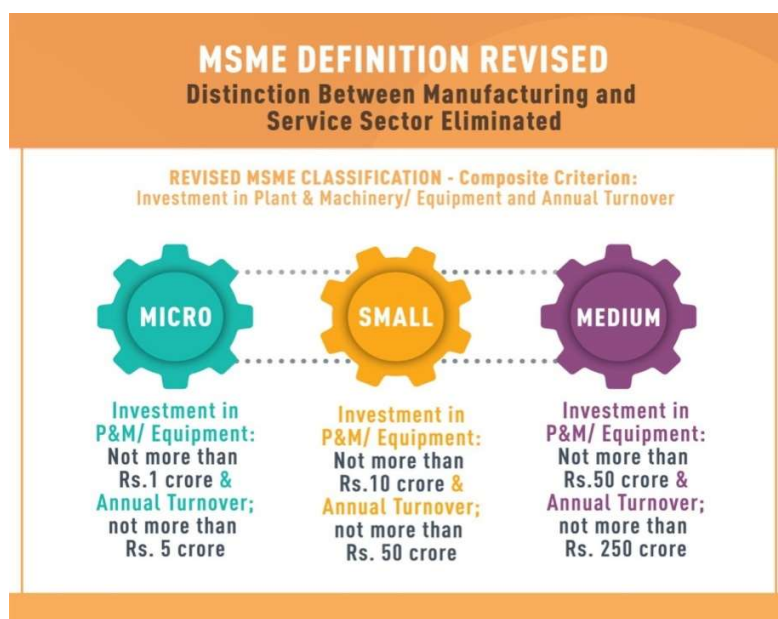 MSME DEFINITION REVISED
Distinction Between Manufacturing and
Service Sector Eliminated
REVISED MSME CLASSIFICATION - Composite Criterion:
Investment in Plant & Machinery/ Equipment and Annual Turnover
MICRO
SMALL
MEDIUM
Investment in
P&M/ Equipment:
Not more than
Rs.1 crore &
Annual Turnover;
not more than
Rs. 5 crore
Investment in
P&M/ Equipment:
Not more than
Rs.10 crore &
Annual Turnover;
not more than
Rs. 50 crore
Investment in
P&M/ Equipment:
Not more than
Rs.50 crore &
Annual Turnover;
not more than
Rs. 250 crore